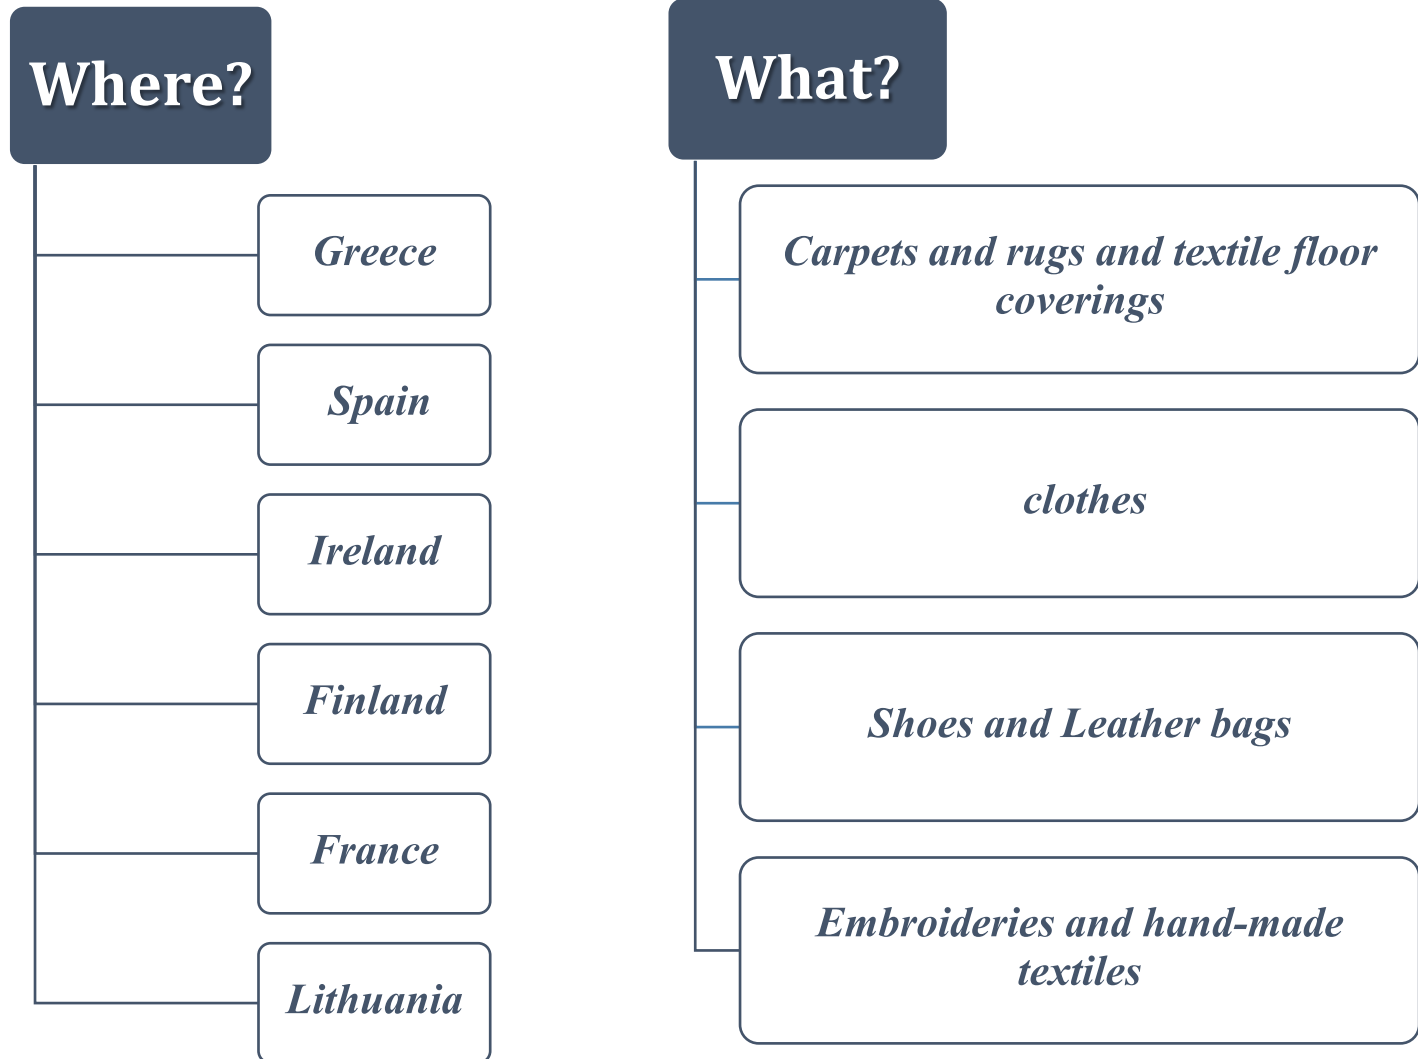 Where?
Greece
Spain
Ireland
Finland
France
Lithuania
What?
Carpets and rugs and textile floor
coverings
clothes
Shoes and Leather bags
Embroideries and hand-made
textiles